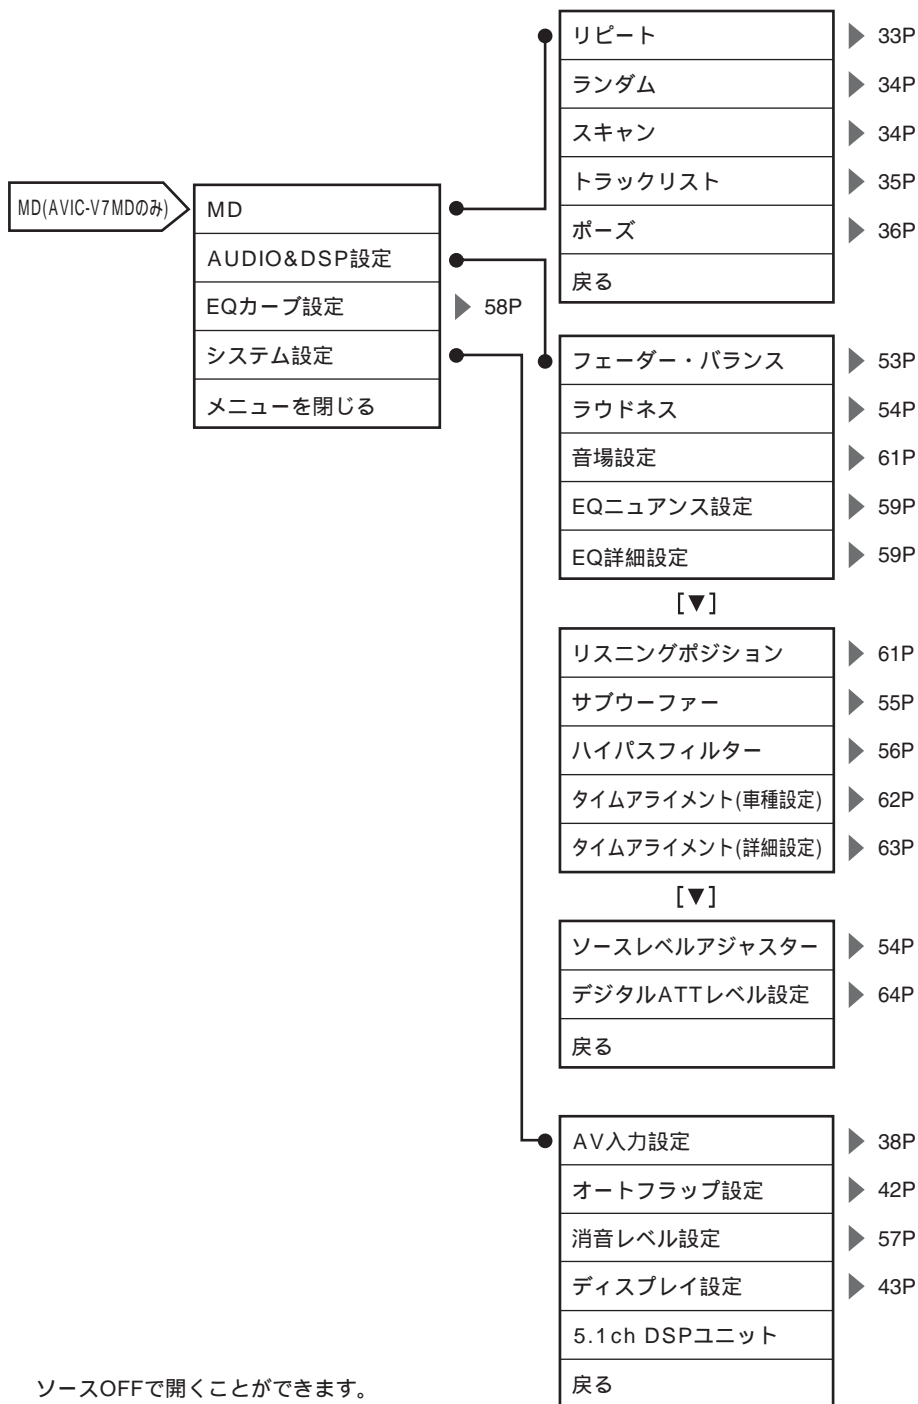 MD(AVIC-V7MDのみ)
MD
AUDIO&DSP設定
EQカーブ設定 ▶ 58P
システム設定
メニューを閉じる
リピート ▶ 33P
ランダム ▶ 34P
スキャン ▶ 34P
トラックリスト ▶ 35P
ポーズ ▶ 36P
戻る
フェーダー・バランス ▶ 53P
ラウドネス ▶ 54P
音場設定 ▶ 61P
EQニュアンス設定 ▶ 59P
EQ詳細設定 ▶ 59P
[▼]
リスニングポジション ▶ 61P
サブウーファー ▶ 55P
ハイパスフィルター ▶ 56P
タイムアライメント(車種設定) ▶ 62P
タイムアライメント(詳細設定) ▶ 63P
[▼]
ソースレベルアジャスター ▶ 54P
デジタルATTレベル設定 ▶ 64P
戻る
AV入力設定 ▶ 38P
オートフラップ設定 ▶ 42P
消音レベル設定 ▶ 57P
ディスプレイ設定 ▶ 43P
5.1ch DSPユニット
戻る
ソースOFFで開くことができます。